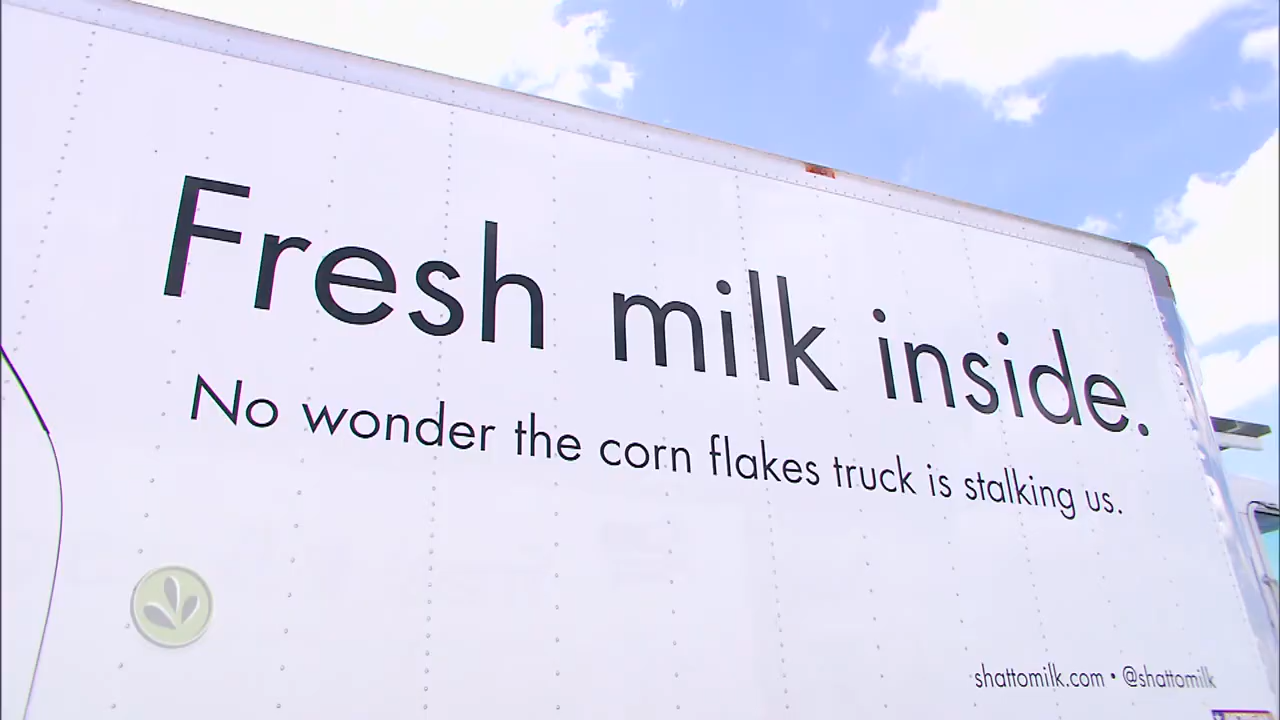 Fresh milk inside.
No wonder the corn flakes truck is stalking us.
shattomilk.com • @shattomilk